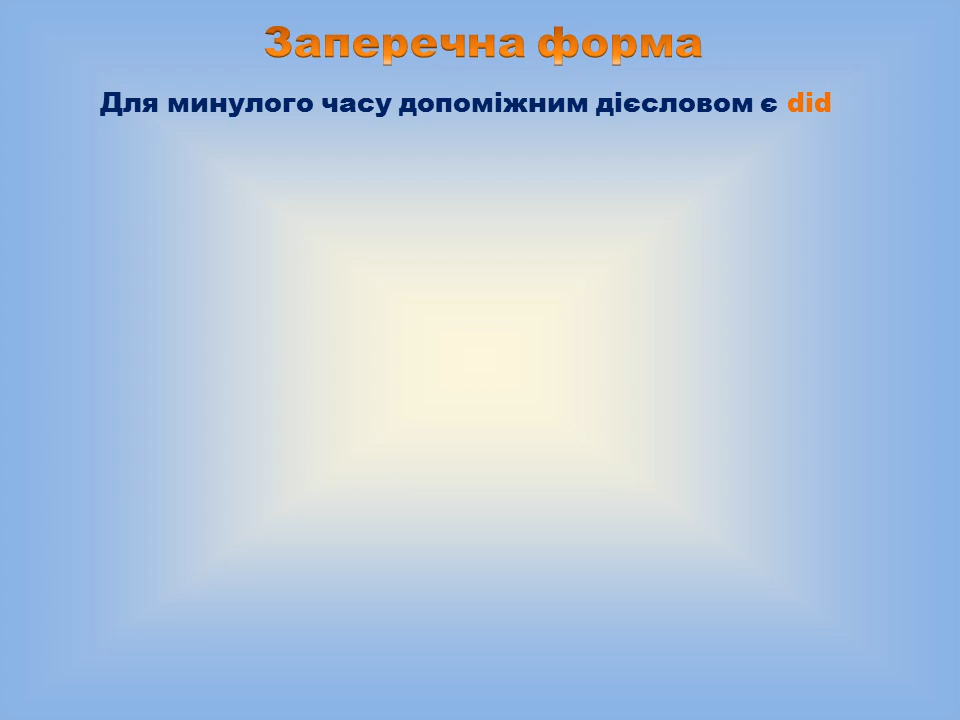 Заперечна форма
Для минулого часу допоміжним дієсловом є did